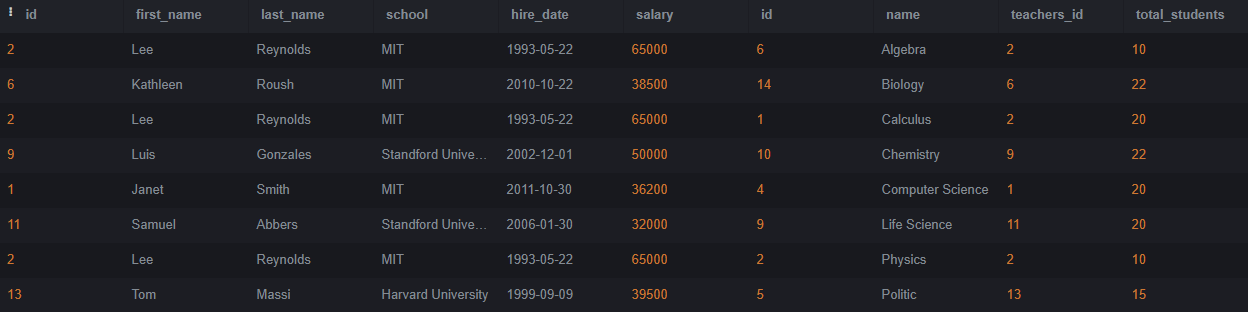 id first_name last_name school hire_date salary id name teachers_id total_students
2 Lee Reynolds MIT 1993-05-22 65000 6 Algebra 2 10
6 Kathleen Roush MIT 2010-10-22 38500 14 Biology 6 22
2 Lee Reynolds MIT 1993-05-22 65000 1 Calculus 2 20
9 Luis Gonzales Standford Unive... 2002-12-01 50000 10 Chemistry 9 22
1 Janet Smith MIT 2011-10-30 36200 4 Computer Science 1 20
11 Samuel Abbers Standford Unive... 2006-01-30 32000 9 Life Science 11 20
2 Lee Reynolds MIT 1993-05-22 65000 2 Physics 2 10
13 Tom Massi Harvard University 1999-09-09 39500 5 Politic 13 15